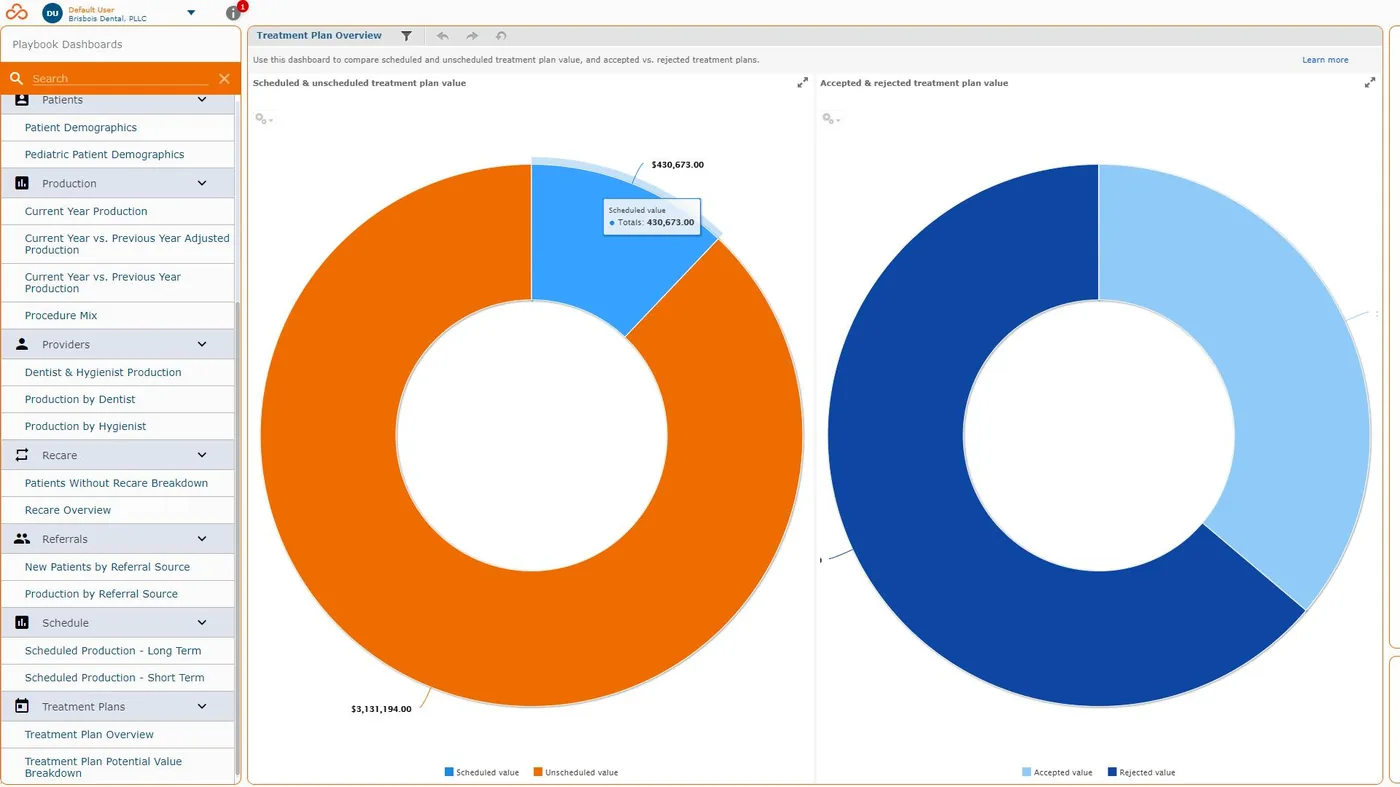 DU
Default User
Brisbois Dental, PLLC
i
1
Playbook Dashboards
Search
Patients
Patient Demographics
Pediatric Patient Demographics
Production
Current Year Production
Current Year vs. Previous Year Adjusted
Production
Current Year vs. Previous Year
Production
Procedure Mix
Providers
Dentist & Hygienist Production
Production by Dentist
Production by Hygienist
Recare
Patients Without Recare Breakdown
Recare Overview
Referrals
New Patients by Referral Source
Production by Referral Source
Schedule
Scheduled Production - Long Term
Scheduled Production - Short Term
Treatment Plans
Treatment Plan Overview
Treatment Plan Potential Value
Breakdown
Treatment Plan Overview
Use this dashboard to compare scheduled and unscheduled treatment plan value, and accepted vs. rejected treatment plans.
Learn more
Scheduled & unscheduled treatment plan value
$430,673.00
Scheduled value
Totals: 430,673.00
$3,131,194.00
Scheduled value
Unscheduled value
Accepted & rejected treatment plan value
Accepted value
Rejected value